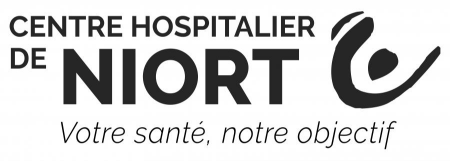 CENTRE HOSPITALIER
DE NIORT
Votre santé, notre objectif